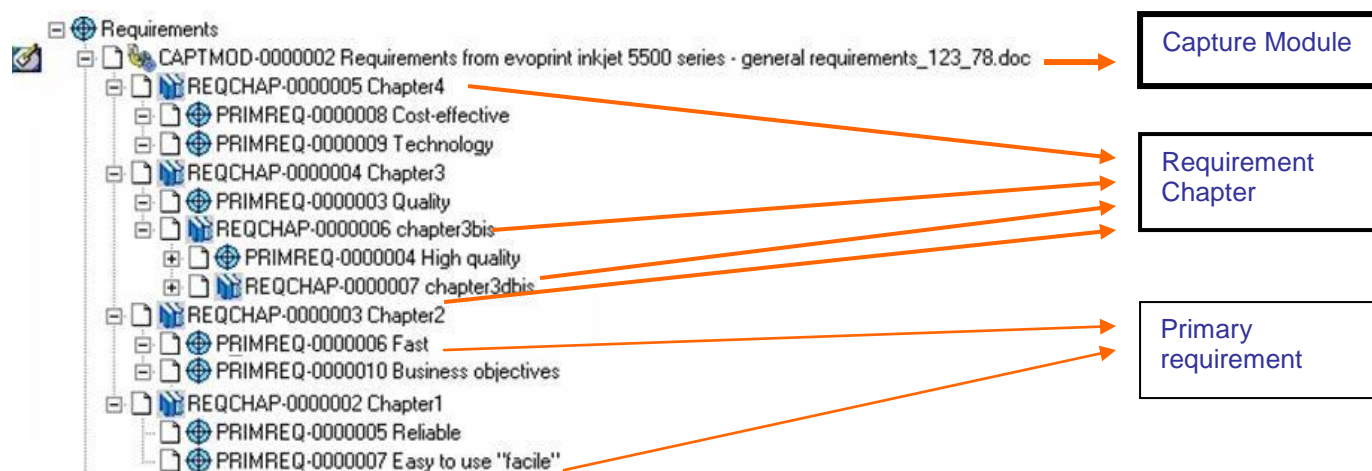 Requirements
CAPTMOD-0000002 Requirements from evoprint inkjet 5500 series - general requirements_123_78.doc
REQCHAP-0000005 Chapter4
PRIMREQ-0000008 Cost-effective
PRIMREQ-0000009 Technology
REQCHAP-0000004 Chapter3
PRIMREQ-0000003 Quality
REQCHAP-0000006 chapter3bis
PRIMREQ-0000004 High quality
REQCHAP-0000007 chapter3dbis
REQCHAP-0000003 Chapter2
PRIMREQ-0000006 Fast
PRIMREQ-0000010 Business objectives
REQCHAP-0000002 Chapter1
PRIMREQ-0000005 Reliable
PRIMREQ-0000007 Easy to use "facile"
Capture Module
Requirement
Chapter
Primary
requirement